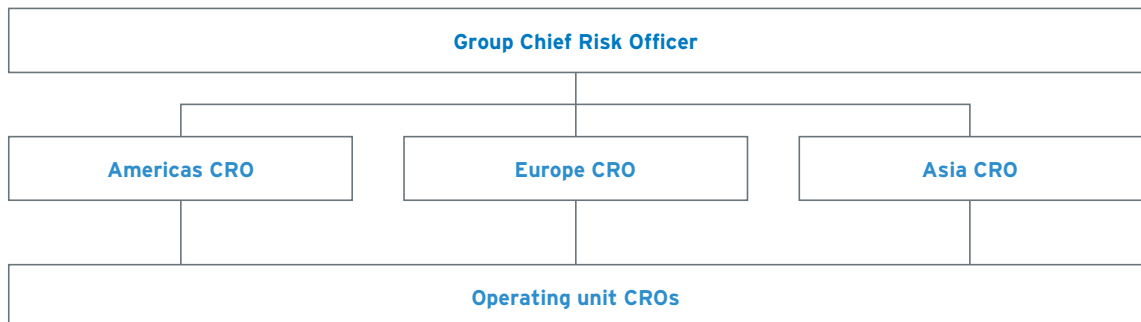 Group Chief Risk Officer
Americas CRO
Europe CRO
Asia CRO
Operating unit CROs